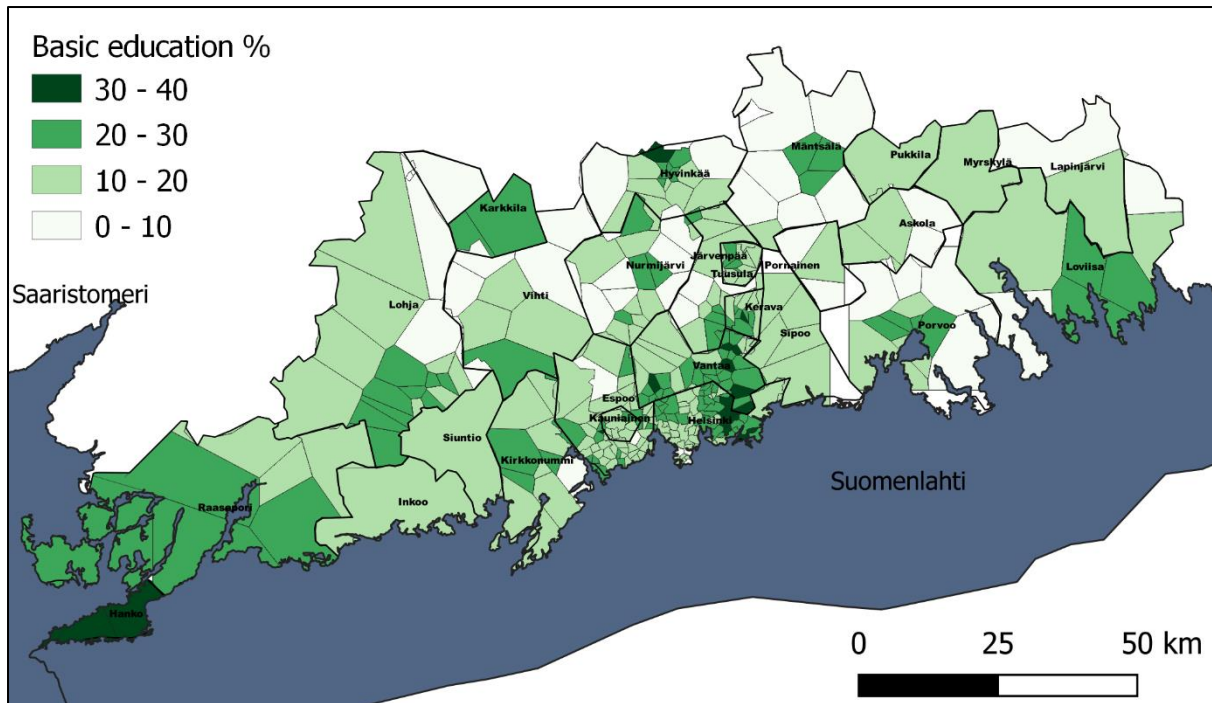 Basic education %
30 - 40
20 - 30
10 - 20
0 - 10
Mäntsälä
Pukkila
Myrskylä
Lapinjärvi
Hyvinkää
Karkkila
Askola
Järvenpää
Nurmijärvi
Pornainen
Tuusula
Loviisa
Saaristomeri
Vihti
Lohja
Kerava
Sipoo
Porvoo
Vantaa
Espoo
Kauniainen
Helsinki
Siuntio
Kirkkonummi
Suomenlahti
Inkoo
Raasepori
Hanko
0 25 50 km